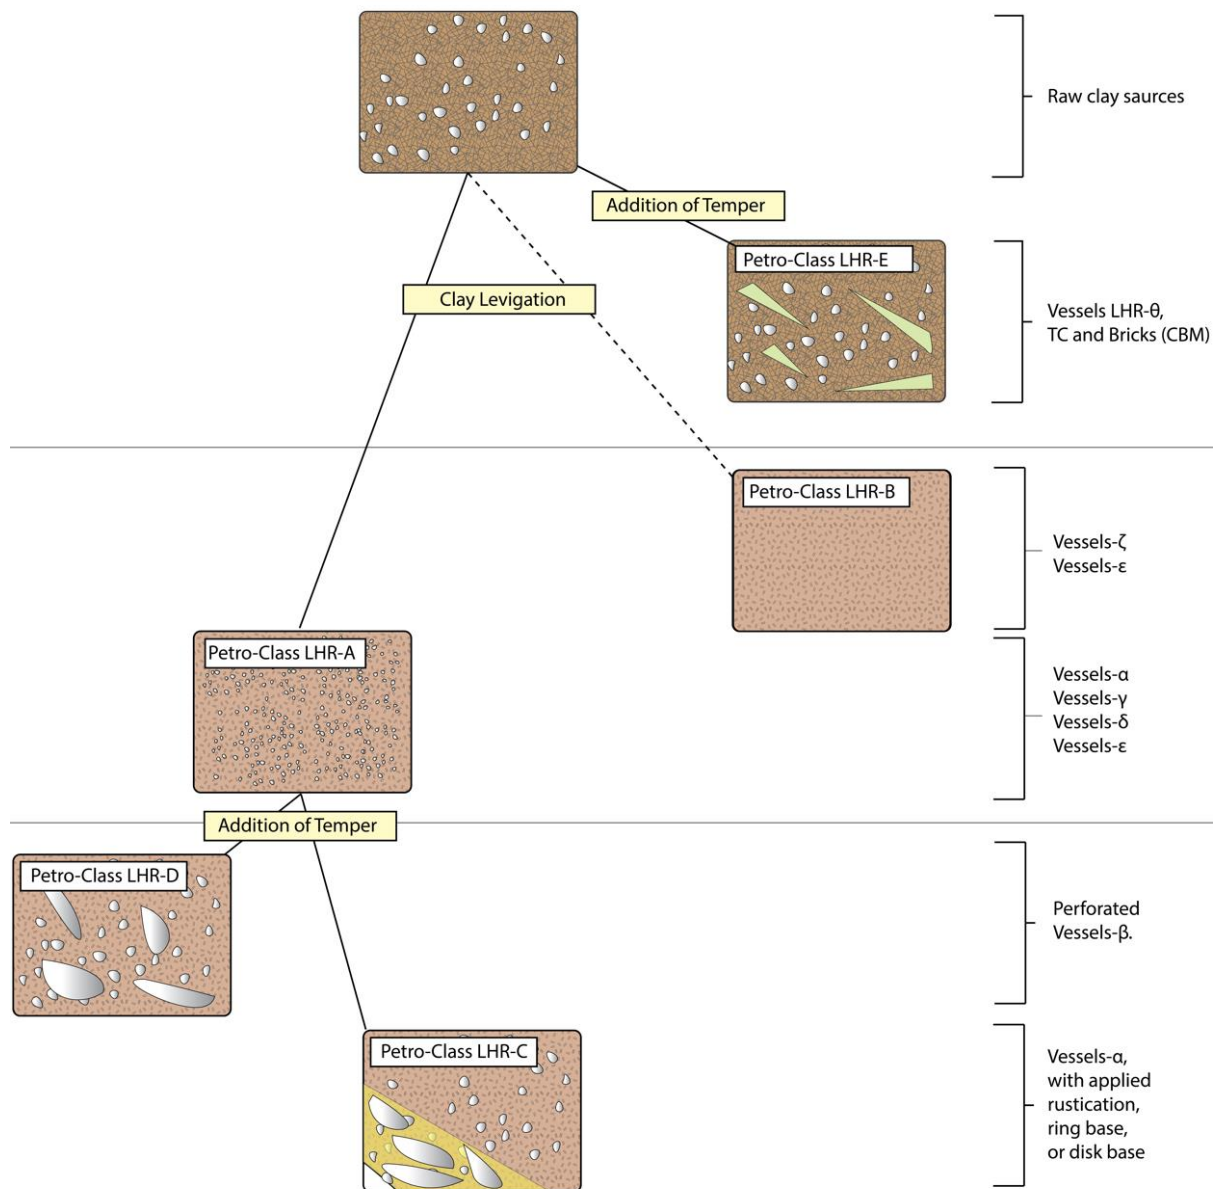 Raw clay saurces
Addition of Temper
Petro-Class LHR-E
Clay Levigation
Vessels LHR-θ,
TC and Bricks (CBM)
Petro-Class LHR-B
Vessels-ζ
Vessels-ε
Petro-Class LHR-A
Vessels-α
Vessels-γ
Vessels-δ
Vessels-ε
Addition of Temper
Petro-Class LHR-D
Perforated
Vessels-β.
Petro-Class LHR-C
Vessels-α,
with applied
rustication,
ring base,
or disk base